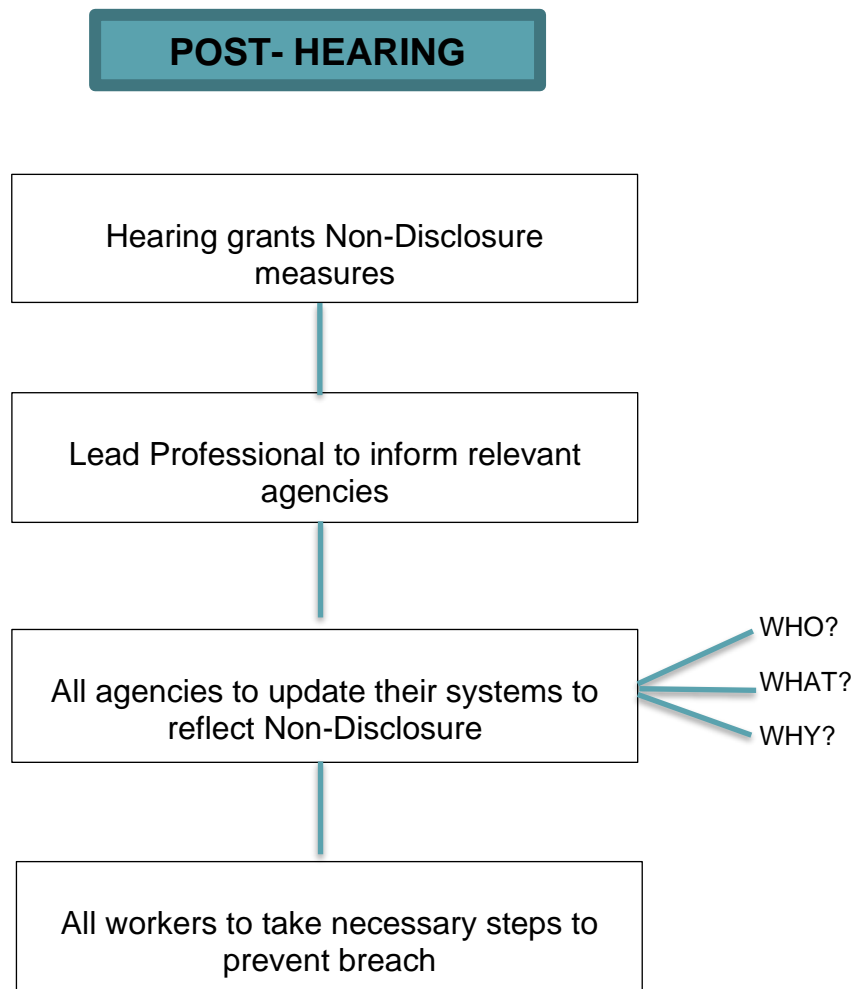 POST- HEARING
Hearing grants Non-Disclosure
measures
Lead Professional to inform relevant
agencies
All agencies to update their systems to
reflect Non-Disclosure
WHO?
WHAT?
WHY?
All workers to take necessary steps to
prevent breach